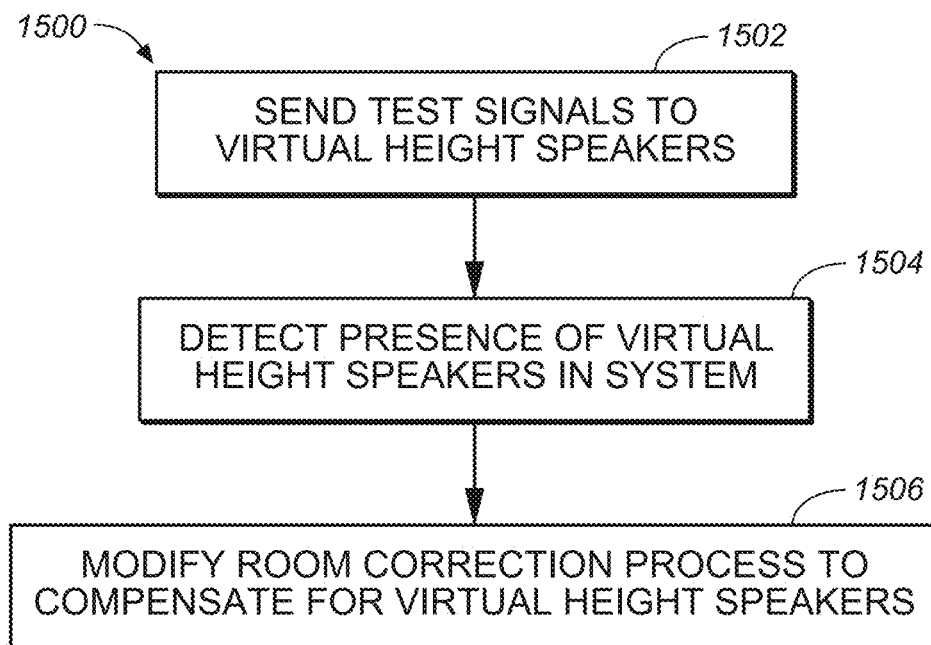 1500
1502
SEND TEST SIGNALS TO
VIRTUAL HEIGHT SPEAKERS
1504
DETECT PRESENCE OF VIRTUAL
HEIGHT SPEAKERS IN SYSTEM
1506
MODIFY ROOM CORRECTION PROCESS TO
COMPENSATE FOR VIRTUAL HEIGHT SPEAKERS